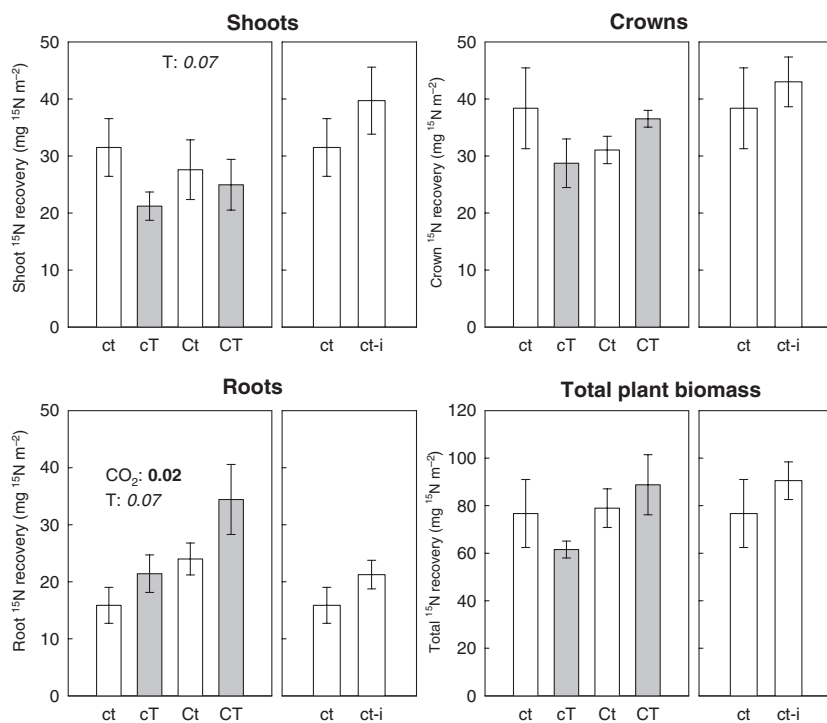 Shoots
Shoot ¹⁵N recovery (mg ¹⁵N m⁻²)
50
40
30
20
10
0
T: 0.07
ct cT Ct CT
ct ct-i
Crowns
Crown ¹⁵N recovery (mg ¹⁵N m⁻²)
50
40
30
20
10
0
ct cT Ct CT
ct ct-i
Roots
Root ¹⁵N recovery (mg ¹⁵N m⁻²)
50
40
30
20
10
0
CO₂: 0.02
T: 0.07
ct cT Ct CT
ct ct-i
Total plant biomass
Total ¹⁵N recovery (mg ¹⁵N m⁻²)
120
100
80
60
40
20
0
ct cT Ct CT
ct ct-i